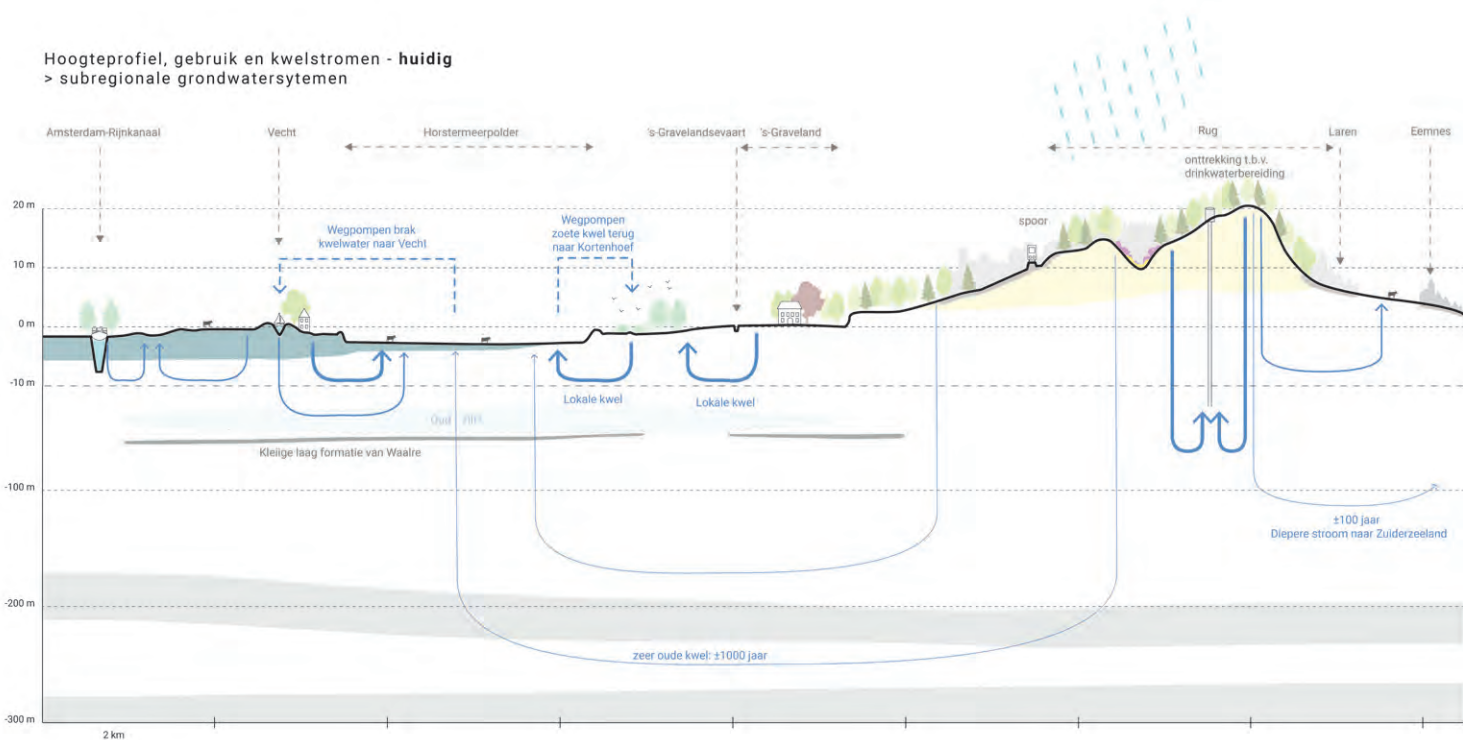 Hoogteprofiel, gebruik en kwelstromen - huidig
> subregionale grondwatersytemen
Amsterdam-Rijnkanaal
Vecht
Horstermeerpolder
's-Gravelandsevaart
's-Graveland
Rug
Laren
Eemnes
onttrekking t.b.v.
drinkwaterbereiding
20 m
spoor
Wegpompen brak
kwelwater naar Vecht
Wegpompen
zoete kwel terug
naar Kortenhoef
10 m
0 m
-10 m
Lokale kwel
Lokale kwel
Oud
Kleiige laag formatie van Waalre
-100 m
±100 jaar
Diepere stroom naar Zuiderzeeland
-200 m
zeer oude kwel: ±1000 jaar
-300 m
2 km